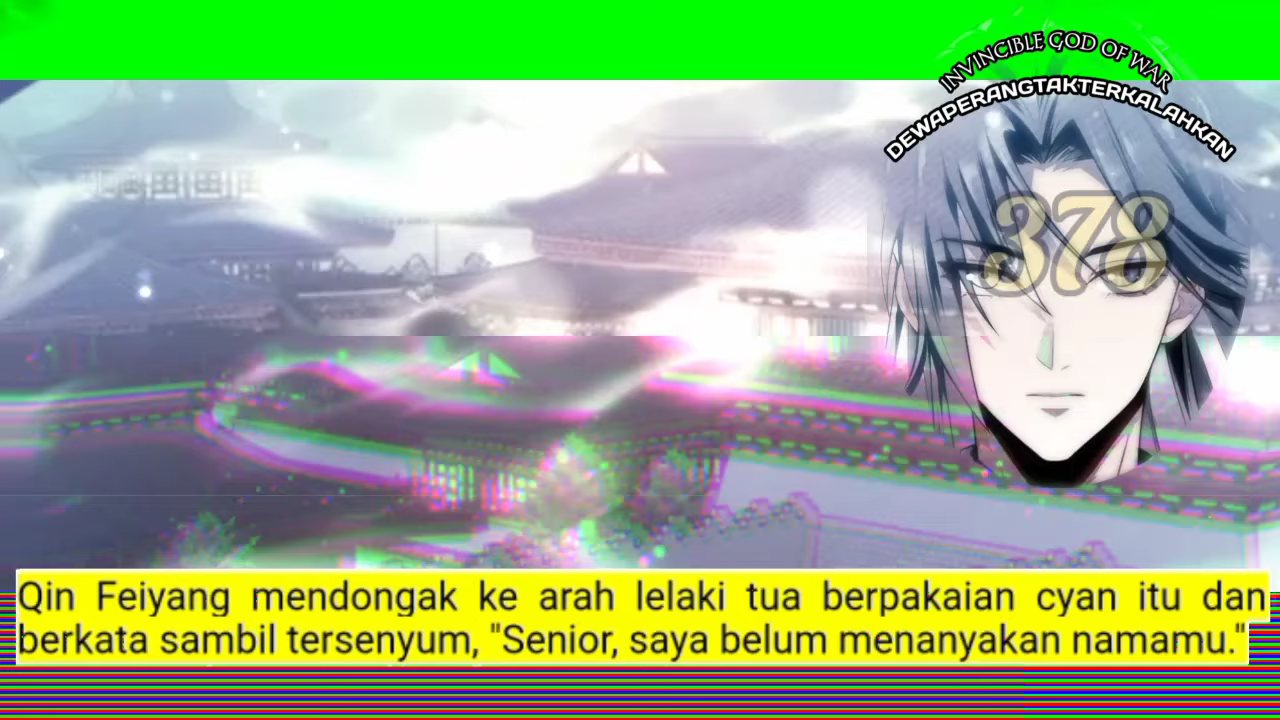 INVINCIBLE GOD OF WAR
DEWAPERANGTAKTERKALAHKAN
378
Qin Feiyang mendongak ke arah lelaki tua berpakaian cyan itu dan
berkata sambil tersenyum, "Senior, saya belum menanyakan namamu."